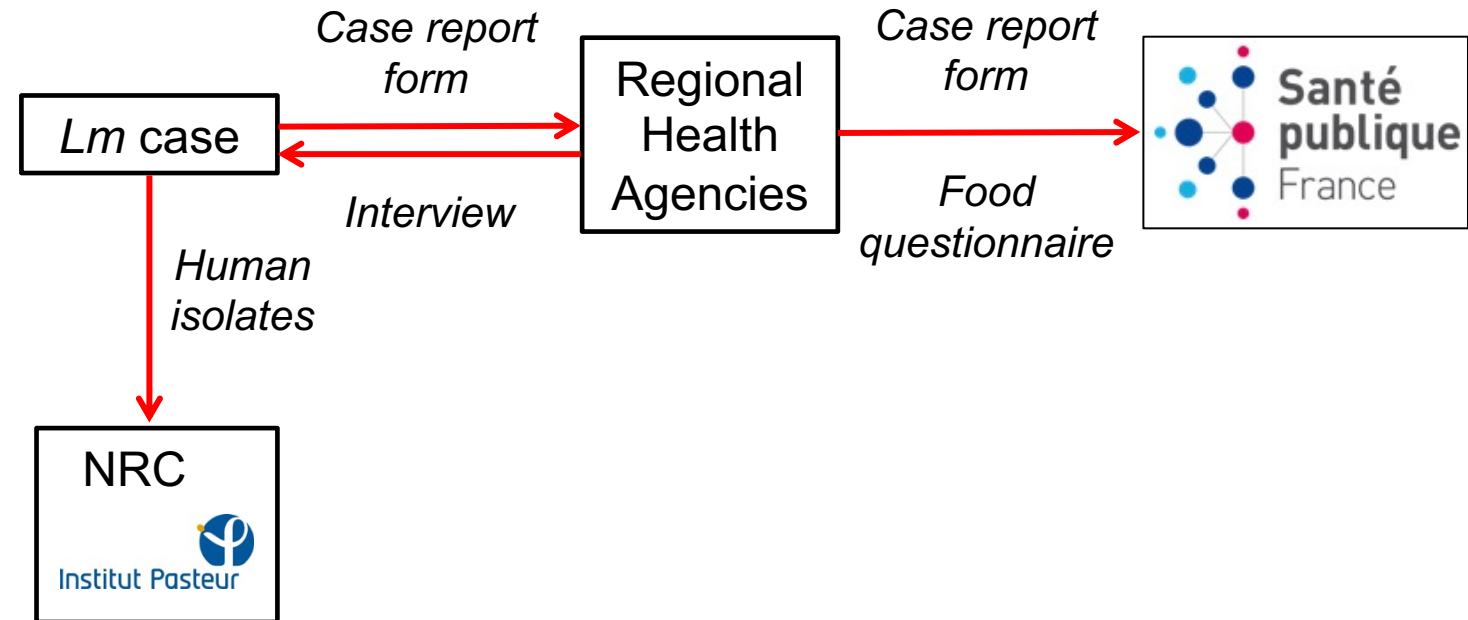 Case report
form
Lm case
Interview
Regional
Health
Agencies
Case report
form
Food
questionnaire
Santé
publique
France
Human
isolates
NRC
Institut Pasteur